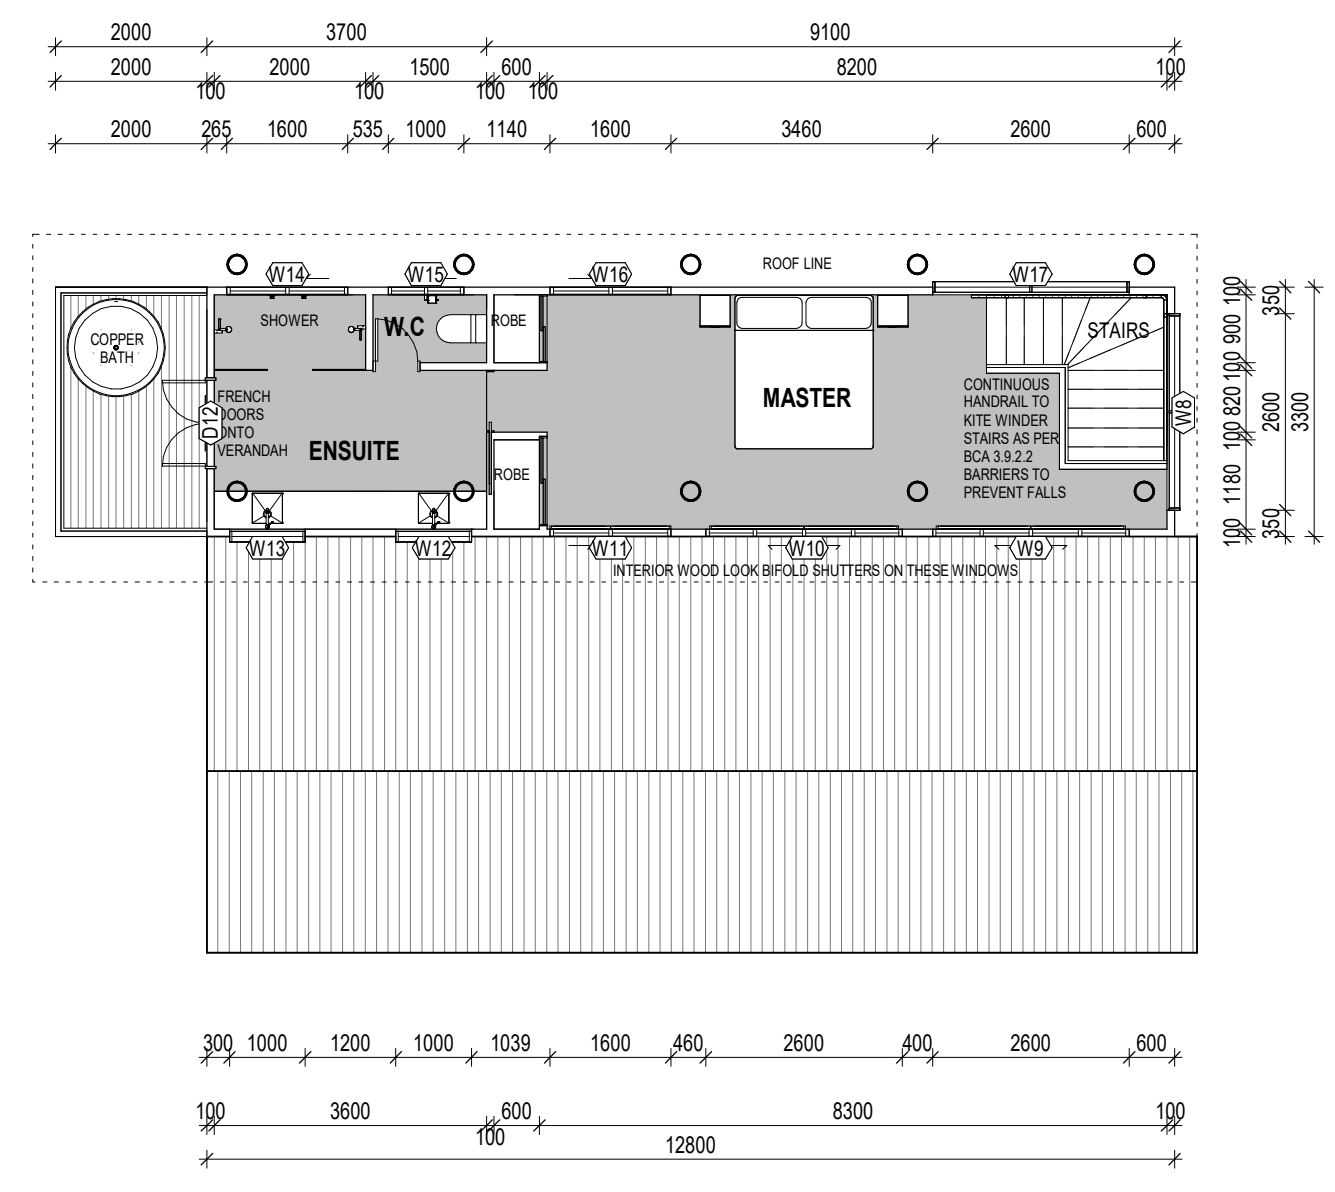 2000 3700 9100
2000 2000 1500 600 8200 100
100 100 100 100
2000 265 1600 535 1000 1140 1600 3460 2600 600
ROOF LINE
W14 W15 W16 W17
SHOWER
W.C
ROBE
STAIRS
COPPER
BATH
FRENCH
DOORS
ONTO
VERANDAH
D12
ENSUITE
ROBE
MASTER
CONTINUOUS
HANDRAIL TO
KITE WINDER
STAIRS AS PER
BCA 3.9.2.2
BARRIERS TO
PREVENT FALLS
W8
100 1180 100 820 100 900 100
350 2600 350
3300
W13 W12 W11 W10 W9
INTERIOR WOOD LOOK BIFOLD SHUTTERS ON THESE WINDOWS
300 1000 1200 1000 1039 1600 460 2600 400 2600 600
100 3600 600 8300 100
100
12800